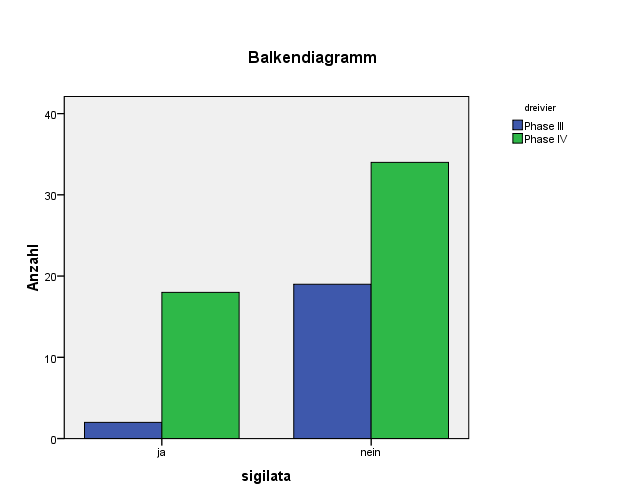 Balkendiagramm
dreivier
Phase III
Phase IV
Anzahl
40
30
20
10
0
ja
nein
sigilata